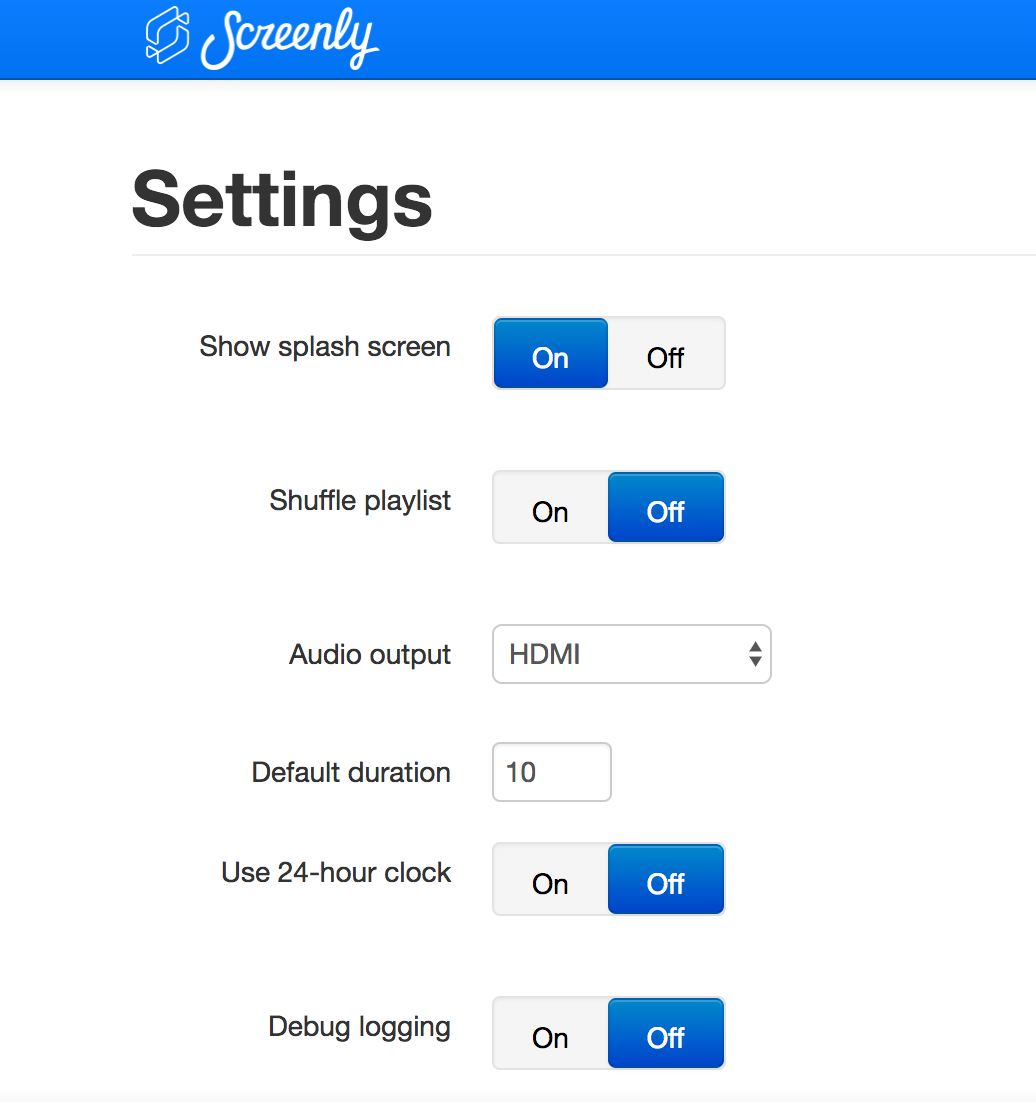 Screenly
Settings
Show splash screen On Off
Shuffle playlist On Off
Audio output HDMI
Default duration 10
Use 24-hour clock On Off
Debug logging On Off